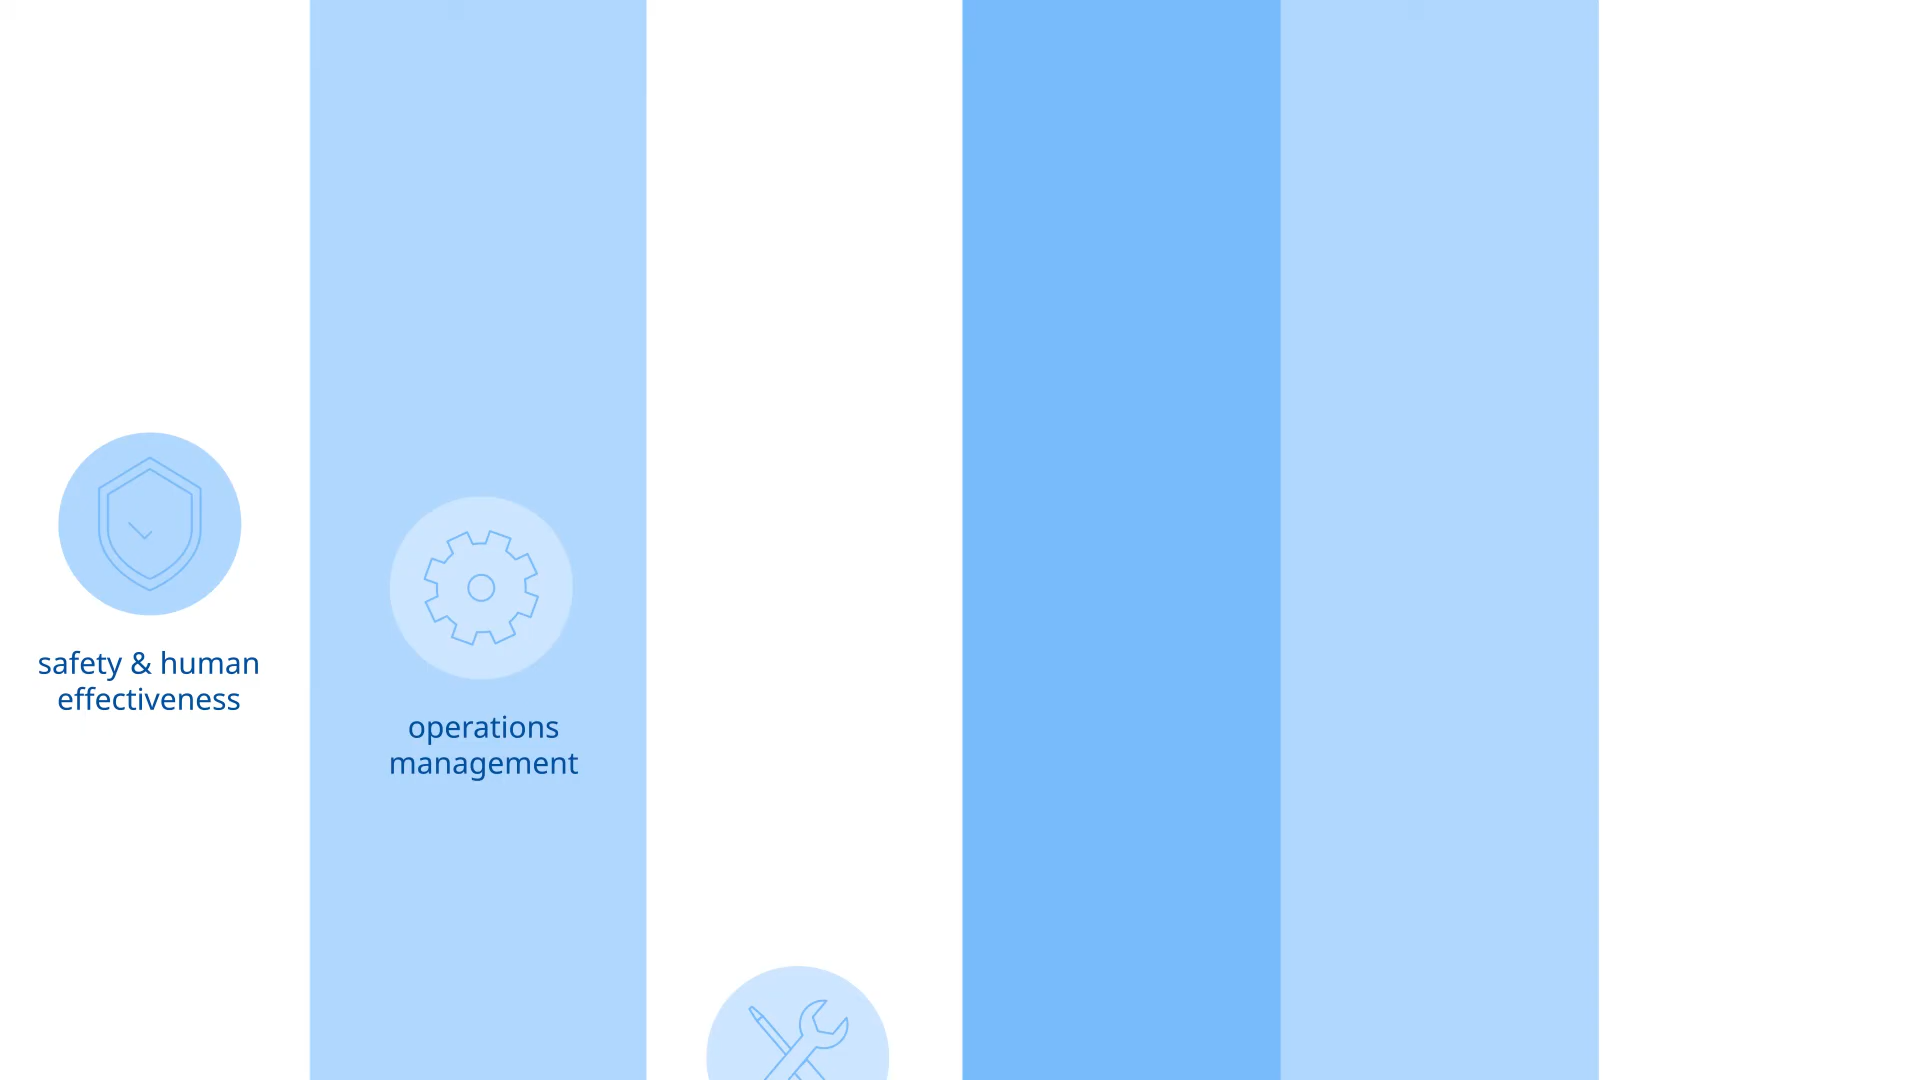 safety & human
effectiveness
operations
management